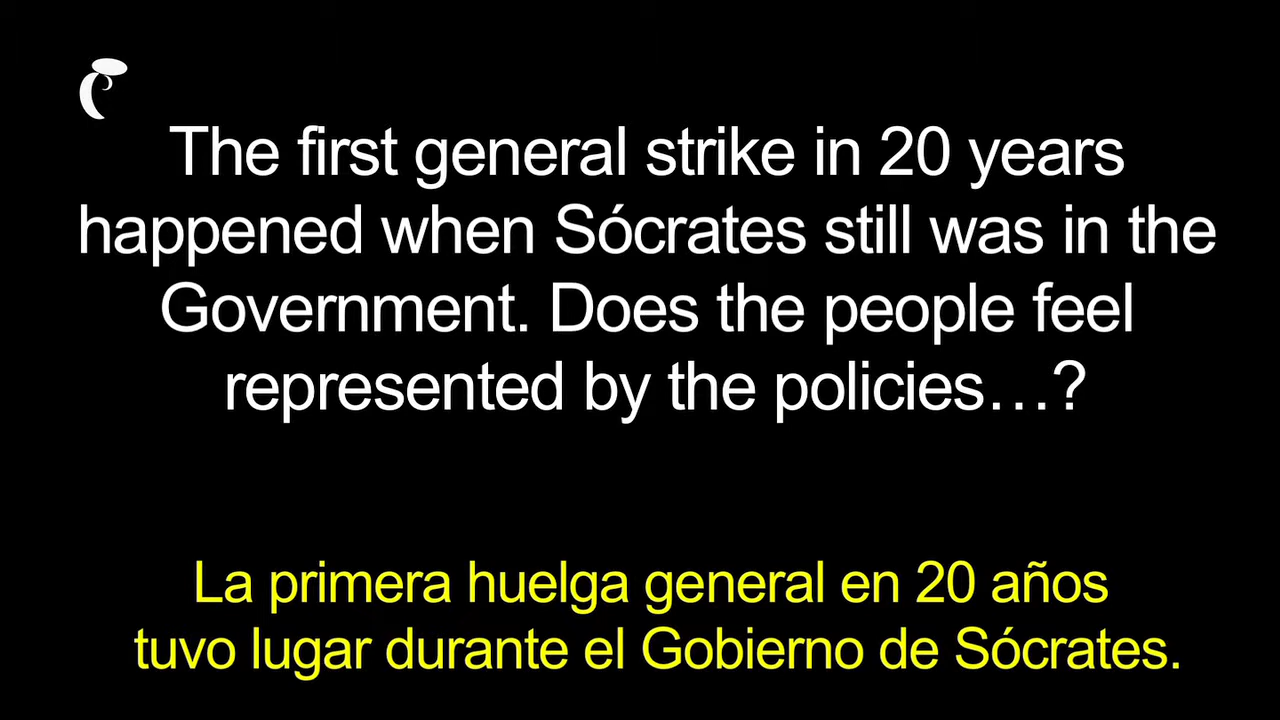 The first general strike in 20 years
happened when Sócrates still was in the
Government. Does the people feel
represented by the policies…?
La primera huelga general en 20 años
tuvo lugar durante el Gobierno de Sócrates.